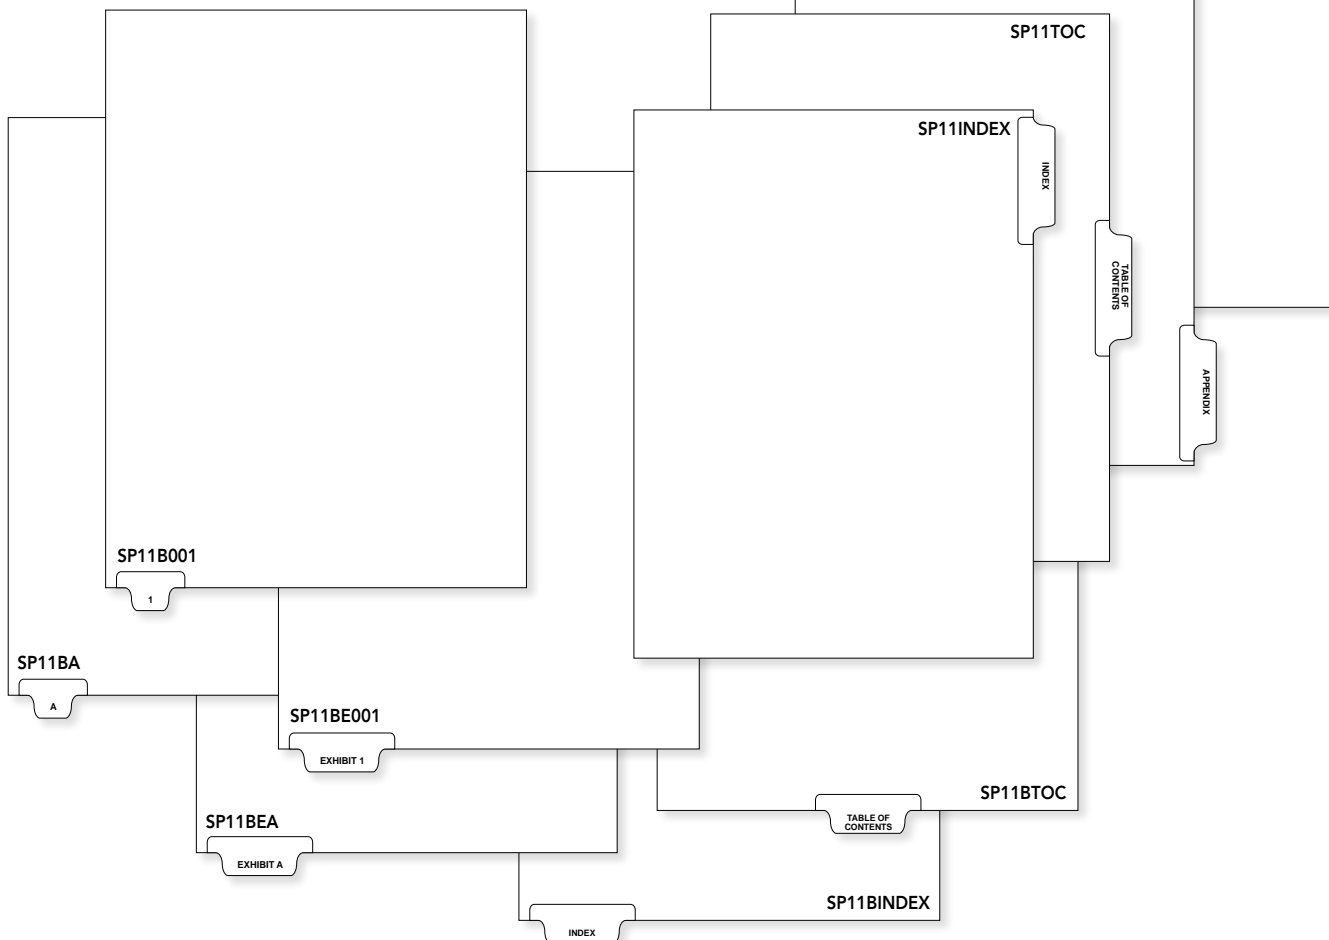 SP11TOC
SP11INDEX
INDEX
TABLE OF
CONTENTS
APPENDIX
SP11B001
1
SP11BA
A
SP11BE001
EXHIBIT 1
SP11BTOC
TABLE OF
CONTENTS
SP11BEA
EXHIBIT A
SP11BINDEX
INDEX